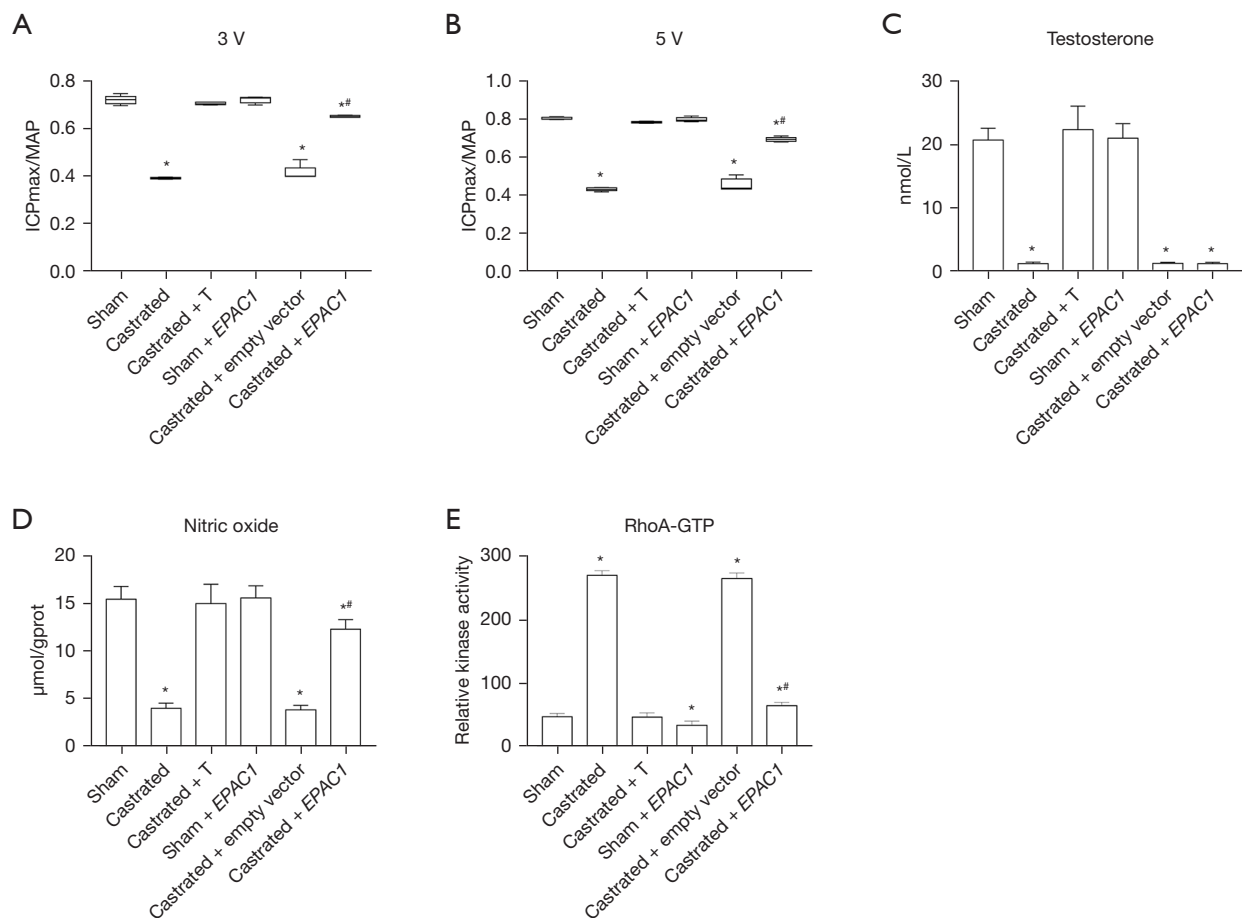 A
3 V
ICPmax/MAP
0.8
0.6
0.4
0.2
0.0
*
*
*#
Sham
Castrated
Castrated + T
Sham + EPAC1
Castrated + empty vector
Castrated + EPAC1
B
5 V
ICPmax/MAP
1.0
0.8
0.6
0.4
0.2
0.0
*
*
*#
Sham
Castrated
Castrated + T
Sham + EPAC1
Castrated + empty vector
Castrated + EPAC1
C
Testosterone
nmol/L
30
20
10
0
*
*
*
Sham
Castrated
Castrated + T
Sham + EPAC1
Castrated + empty vector
Castrated + EPAC1
D
Nitric oxide
µmol/gprot
20
15
10
5
0
*
*
*#
Sham
Castrated
Castrated + T
Sham + EPAC1
Castrated + empty vector
Castrated + EPAC1
E
RhoA-GTP
Relative kinase activity
300
200
100
50
0
*
*
*
*#
Sham
Castrated
Castrated + T
Sham + EPAC1
Castrated + empty vector
Castrated + EPAC1